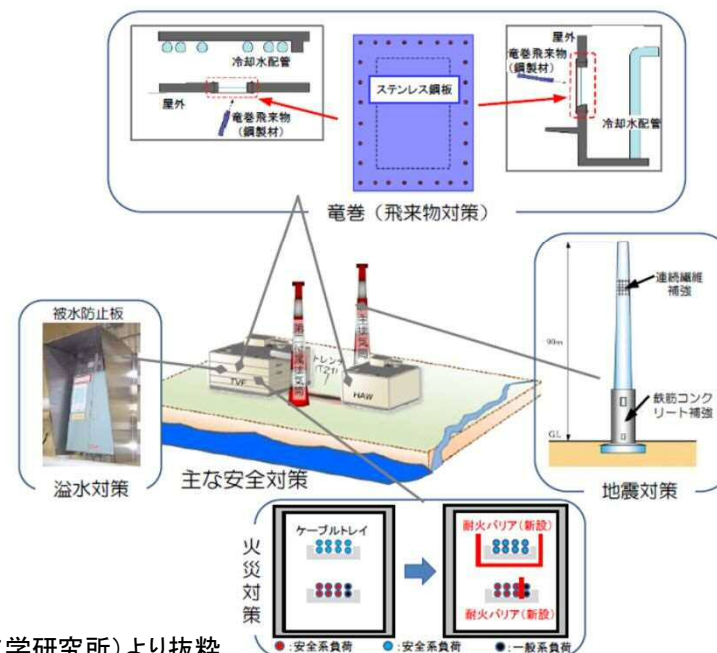 冷却水配管
屋外
竜巻飛来物
(鋼製材)
ステンレス鋼板
屋外
竜巻飛来物
(鋼製材)
冷却水配管
竜巻(飛来物対策)
被水防止板
溢水対策
主な安全対策
TVF
トレンチ
(T21)
HAW
90m
連続繊維
補強
鉄筋コンク
リート補強
G.L.
地震対策
火災対策
ケーブルトレイ
耐火バリア(新設)
耐火バリア(新設)
:安全系負荷
:安全系負荷
:一般系負荷
学研究所)より抜粋